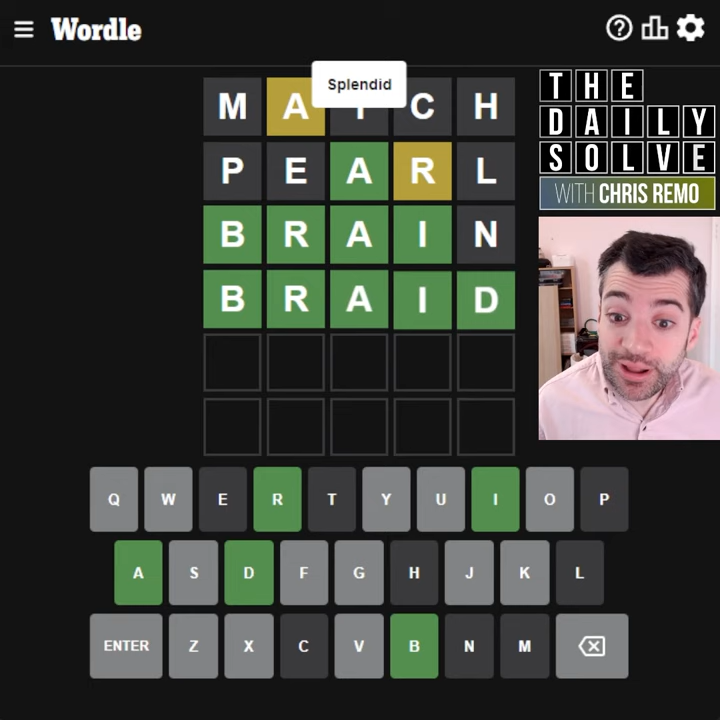 Wordle
Splendid
M A T C H
P E A R L
B R A I N
B R A I D
THE
DAILY
SOLVE
WITH CHRIS REMO
Q W E R T Y U I O P
A S D F G H J K L
ENTER Z X C V B N M